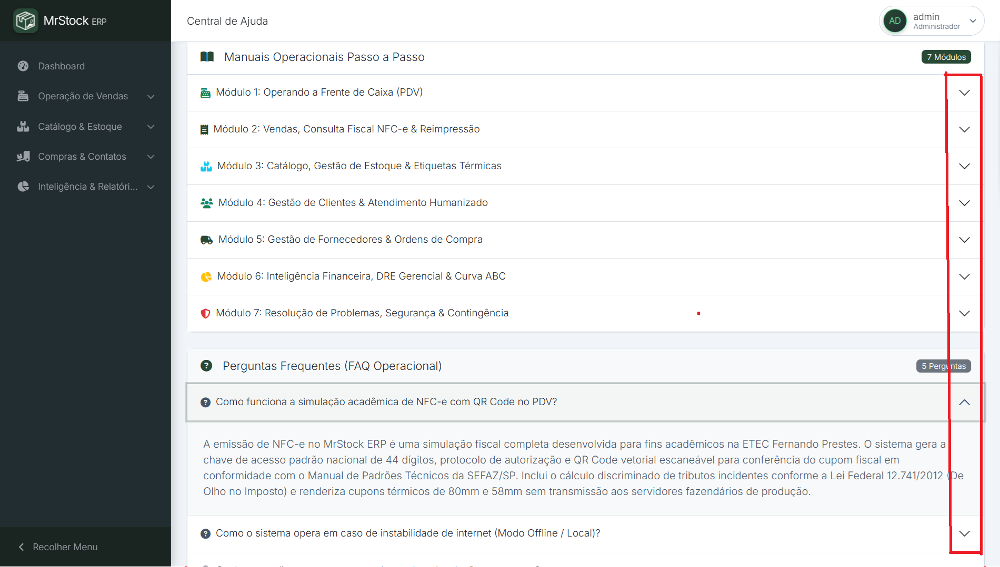 MrStock ERP
Central de Ajuda
AD
admin
Administrador
Dashboard
Operação de Vendas
Catálogo & Estoque
Compras & Contatos
Inteligência & Relatóri...
Recolher Menu
Manuais Operacionais Passo a Passo
7 Módulos
Módulo 1: Operando a Frente de Caixa (PDV)
Módulo 2: Vendas, Consulta Fiscal NFC-e & Reimpressão
Módulo 3: Catálogo, Gestão de Estoque & Etiquetas Térmicas
Módulo 4: Gestão de Clientes & Atendimento Humanizado
Módulo 5: Gestão de Fornecedores & Ordens de Compra
Módulo 6: Inteligência Financeira, DRE Gerencial & Curva ABC
Módulo 7: Resolução de Problemas, Segurança & Contingência
Perguntas Frequentes (FAQ Operacional)
5 Perguntas
Como funciona a simulação acadêmica de NFC-e com QR Code no PDV?
A emissão de NFC-e no MrStock ERP é uma simulação fiscal completa desenvolvida para fins acadêmicos na ETEC Fernando Prestes. O sistema gera a
chave de acesso padrão nacional de 44 dígitos, protocolo de autorização e QR Code vetorial escaneável para conferência do cupom fiscal em
conformidade com o Manual de Padrões Técnicos da SEFAZ/SP. Inclui o cálculo discriminado de tributos incidentes conforme a Lei Federal 12.741/2012 (De
Olho no Imposto) e renderiza cupons térmicos de 80mm e 58mm sem transmissão aos servidores fazendários de produção.
Como o sistema opera em caso de instabilidade de internet (Modo Offline / Local)?